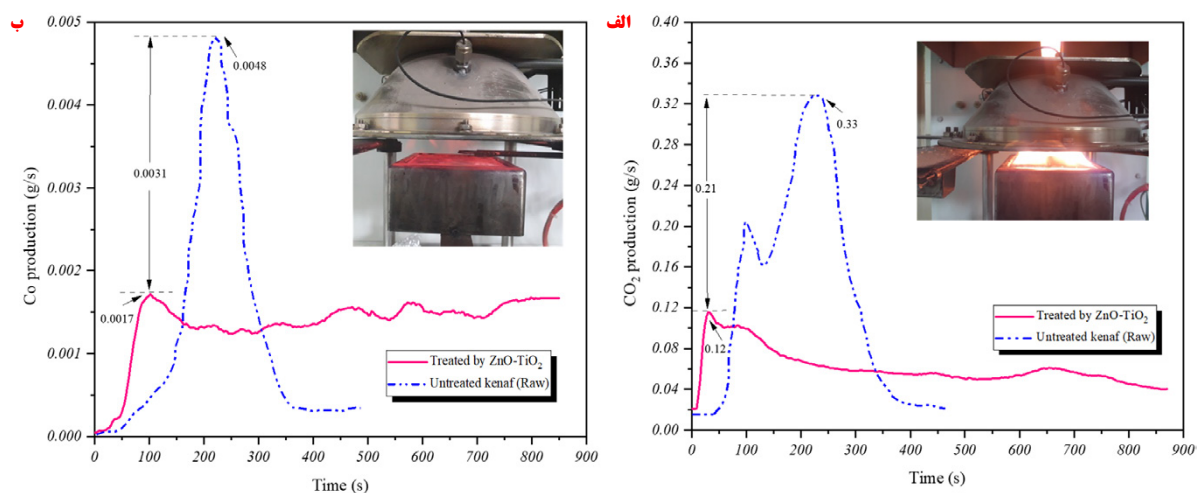 ب
Co production (g/s)
0.005
0.004
0.003
0.002
0.001
0.000
0.0048
0.0031
0.0017
Treated by ZnO-TiO₂
Untreated kenaf (Raw)
0 100 200 300 400 500 600 700 800 900
Time (s)
الف
CO₂ production (g/s)
0.40
0.36
0.32
0.28
0.24
0.20
0.16
0.12
0.08
0.04
0.00
0.33
0.21
0.12
Treated by ZnO-TiO₂
Untreated kenaf (Raw)
0 100 200 300 400 500 600 700 800 900
Time (s)